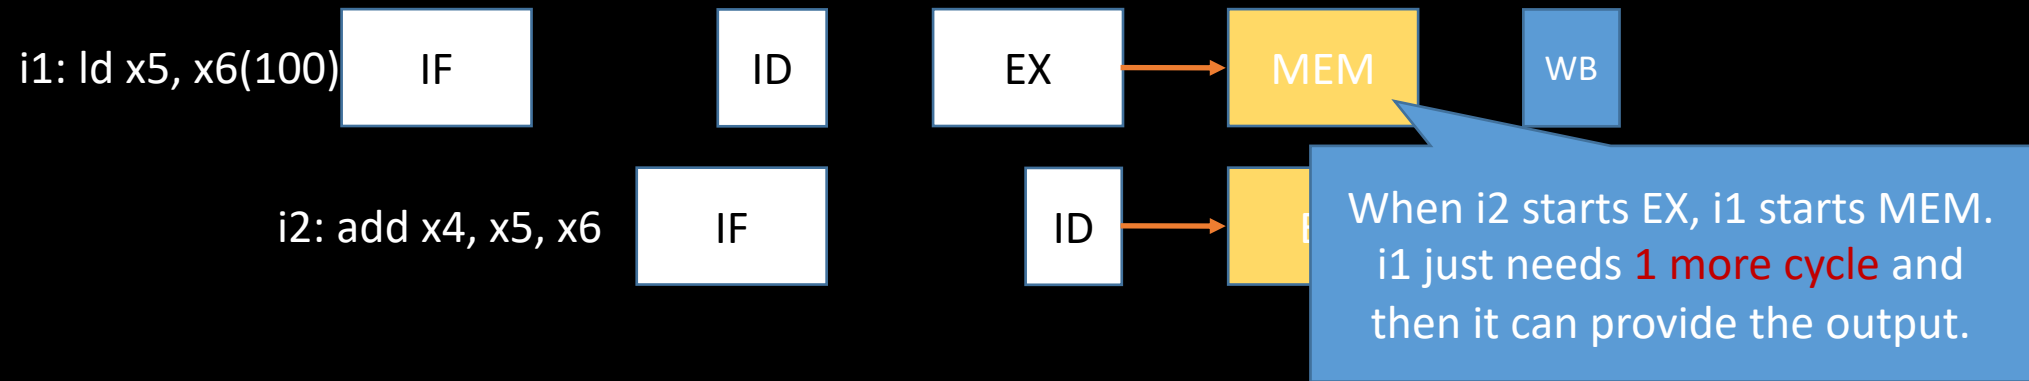 i1: ld x5, x6(100) IF ID EX MEM WB
i2: add x4, x5, x6 IF ID
When i2 starts EX, i1 starts MEM.
i1 just needs 1 more cycle and
then it can provide the output.